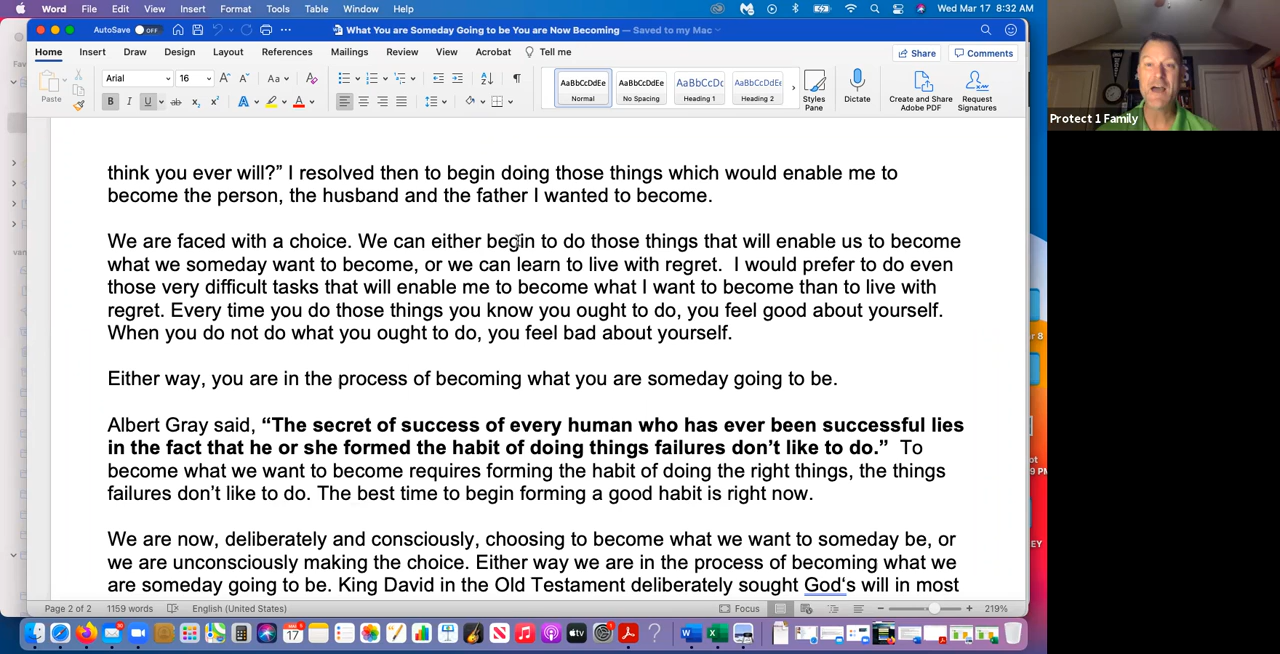 Word File Edit View Insert Format Tools Table Window Help Wed Mar 17 8:32 AM
AutoSave OFF What You are Someday Going to be You are Now Becoming — Saved to my Mac
Home Insert Draw Design Layout References Mailings Review View Acrobat Tell me Share Comments
Paste Arial 16 AaBbCcDdEe AaBbCcDdEe AaBbCcDc AaBbCcDdEe
Normal No Spacing Heading 1 Heading 2 Styles Pane Dictate Create and Share Adobe PDF Request Signatures
Protect 1 Family
think you ever will?” I resolved then to begin doing those things which would enable me to
become the person, the husband and the father I wanted to become.
We are faced with a choice. We can either begin to do those things that will enable us to become
what we someday want to become, or we can learn to live with regret. I would prefer to do even
those very difficult tasks that will enable me to become what I want to become than to live with
regret. Every time you do those things you know you ought to do, you feel good about yourself.
When you do not do what you ought to do, you feel bad about yourself.
Either way, you are in the process of becoming what you are someday going to be.
Albert Gray said, “The secret of success of every human who has ever been successful lies
in the fact that he or she formed the habit of doing things failures don’t like to do.” To
become what we want to become requires forming the habit of doing the right things, the things
failures don’t like to do. The best time to begin forming a good habit is right now.
We are now, deliberately and consciously, choosing to become what we want to someday be, or
we are unconsciously making the choice. Either way we are in the process of becoming what we
are someday going to be. King David in the Old Testament deliberately sought God‘s will in most
Page 2 of 2 1159 words English (United States) Focus 219%